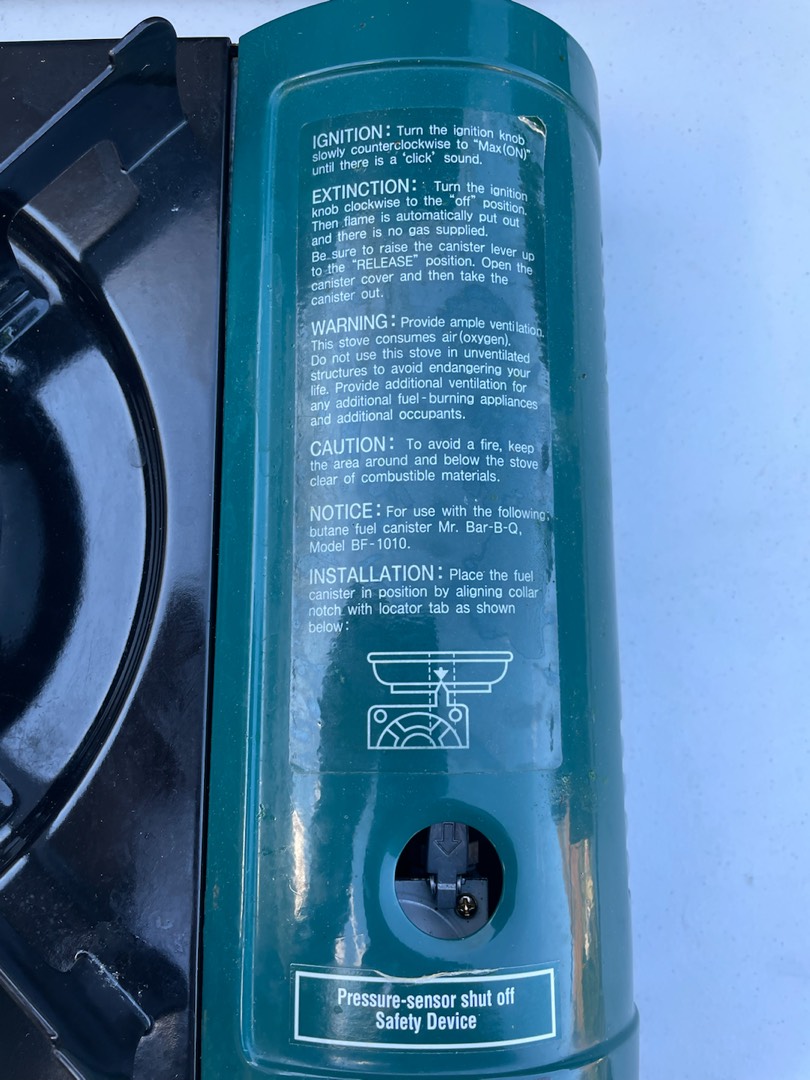 IGNITION: Turn the ignition knob
slowly counterclockwise to "Max(ON)"
until there is a 'click' sound.
EXTINCTION: Turn the ignition
knob clockwise to the "off" position.
Then flame is automatically put out
and there is no gas supplied.
Be sure to raise the canister lever up
to the "RELEASE" position. Open the
canister cover and then take the
canister out.
WARNING: Provide ample ventilation.
This stove consumes air(oxygen).
Do not use this stove in unventilated
structures to avoid endangering your
life. Provide additional ventilation for
any additional fuel-burning appliances
and additional occupants.
CAUTION: To avoid a fire, keep
the area around and below the stove
clear of combustible materials.
NOTICE: For use with the following
butane fuel canister Mr. Bar-B-Q,
Model BF-1010.
INSTALLATION: Place the fuel
canister in position by aligning collar
notch with locator tab as shown
below:
Pressure-sensor shut off
Safety Device